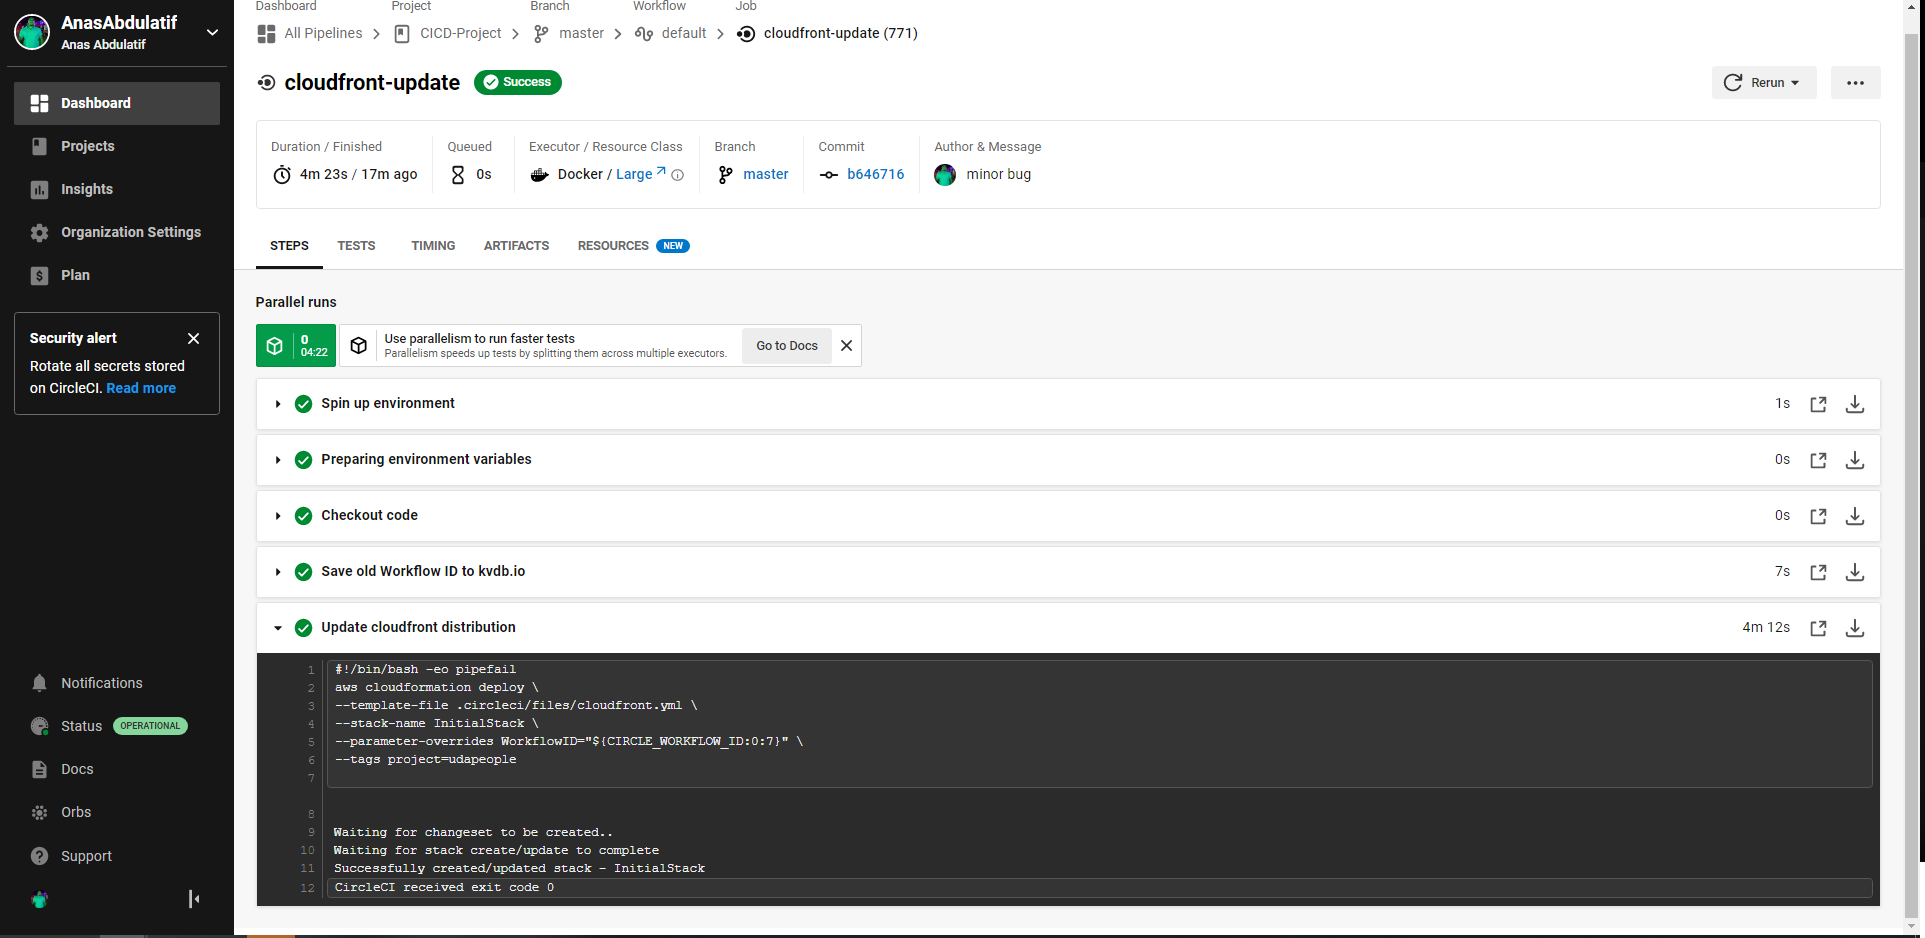 AnasAbdulatif
Anas Abdulatif
Dashboard
Projects
Insights
Organization Settings
Plan
Security alert
Rotate all secrets stored
on CircleCI. Read more
Notifications
Status OPERATIONAL
Docs
Orbs
Support
Dashboard Project Branch Workflow Job
All Pipelines CICD-Project master default cloudfront-update (771)
cloudfront-update Success
Rerun
Duration / Finished Queued Executor / Resource Class Branch Commit Author & Message
4m 23s / 17m ago 0s Docker / Large master b646716 minor bug
STEPS TESTS TIMING ARTIFACTS RESOURCES NEW
Parallel runs
0
04:22
Use parallelism to run faster tests
Parallelism speeds up tests by splitting them across multiple executors.
Go to Docs
Spin up environment 1s
Preparing environment variables 0s
Checkout code 0s
Save old Workflow ID to kvdb.io 7s
Update cloudfront distribution 4m 12s
1 #!/bin/bash -eo pipefail
2 aws cloudformation deploy \
3 --template-file .circleci/files/cloudfront.yml \
4 --stack-name InitialStack \
5 --parameter-overrides WorkflowID="${CIRCLE_WORKFLOW_ID:0:7}" \
6 --tags project=udapeople
7
8
9 Waiting for changeset to be created..
10 Waiting for stack create/update to complete
11 Successfully created/updated stack - InitialStack
12 CircleCI received exit code 0